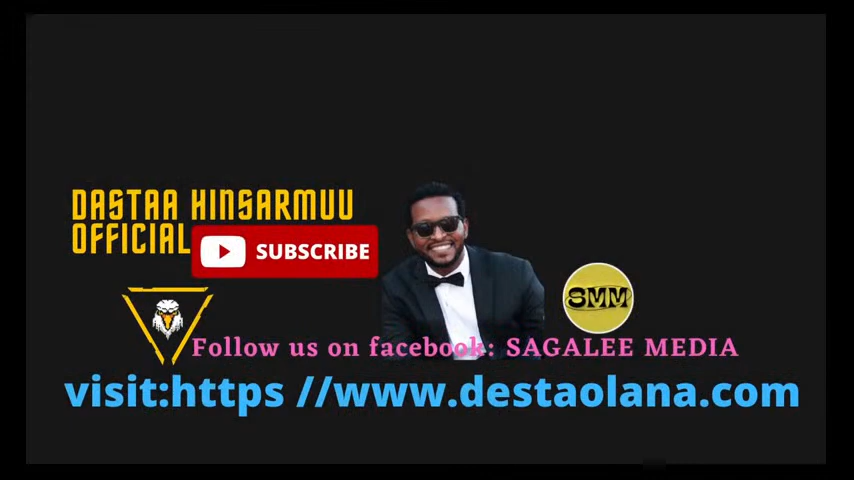 DASTAA HINSARMUU
OFFICIAL
SUBSCRIBE
SMM
Follow us on facebook: SAGALEE MEDIA
visit:https //www.destaolana.com